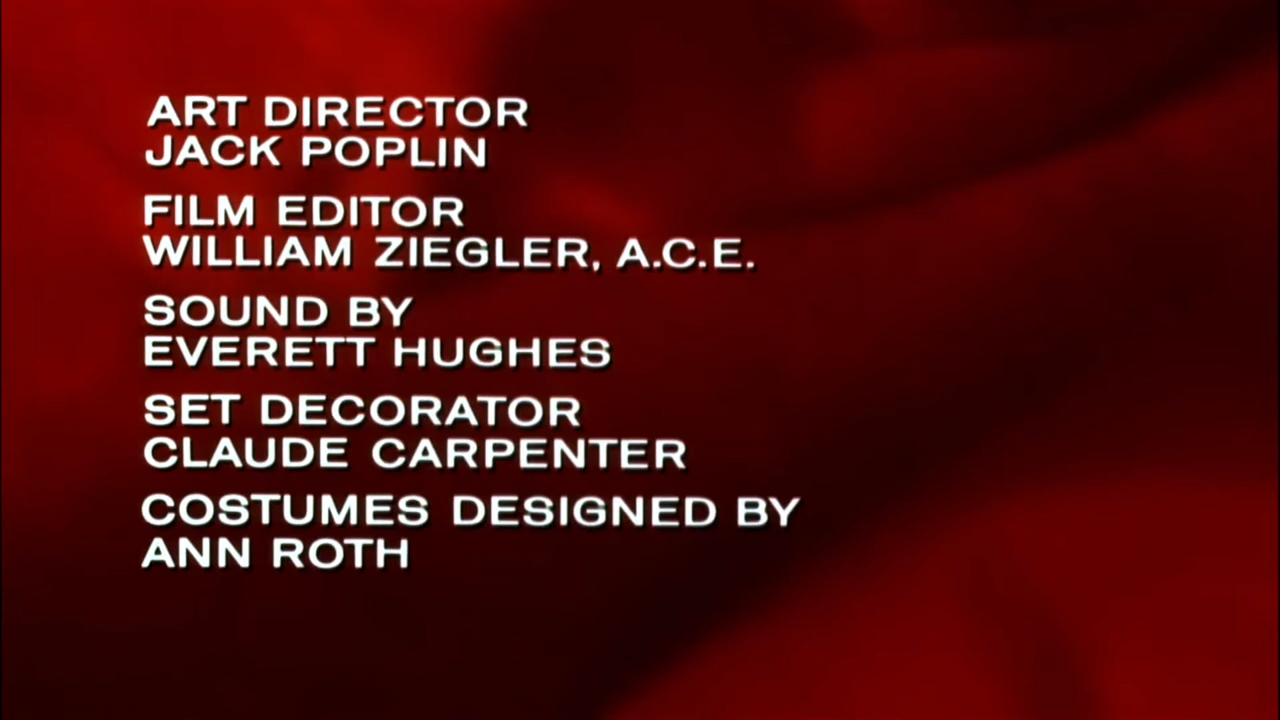 ART DIRECTOR
JACK POPLIN
FILM EDITOR
WILLIAM ZIEGLER, A.C.E.
SOUND BY
EVERETT HUGHES
SET DECORATOR
CLAUDE CARPENTER
COSTUMES DESIGNED BY
ANN ROTH